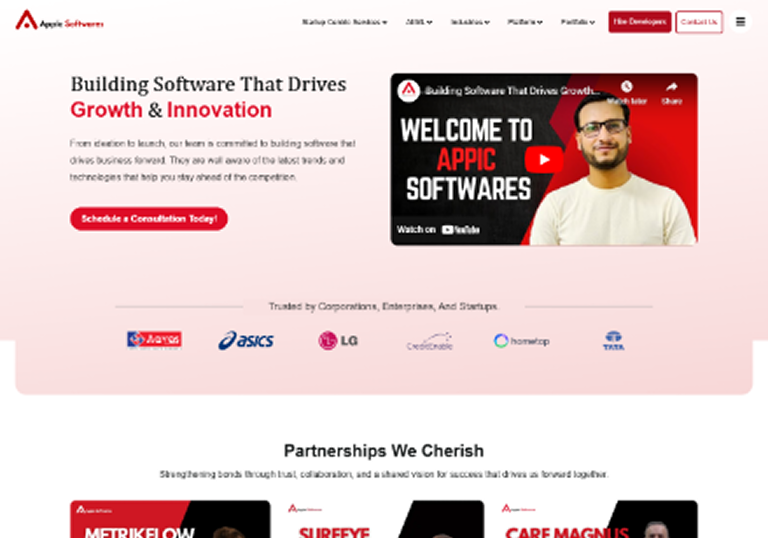 Appic Softwares
Startup Centric Services
AI/ML
Industries
Platform
Portfolio
Hire Developers
Contact Us
Building Software That Drives
Growth & Innovation
From ideation to launch, our team is committed to building software that
drives business forward. They are well aware of the latest trends and
technologies that help you stay ahead of the competition.
Schedule a Consultation Today!
Building Software That Drives Growth...
Watch later
Share
WELCOME TO
APPIC
SOFTWARES
Watch on YouTube
Trusted by Corporations, Enterprises, And Startups.
Aavas
asics
LG
CreditEnable
hometap
TATA
Partnerships We Cherish
Strengthening bonds through trust, collaboration, and a shared vision for success that drives us forward together.
METRIKFLOW
SUREEYE
CARE MAGNUS